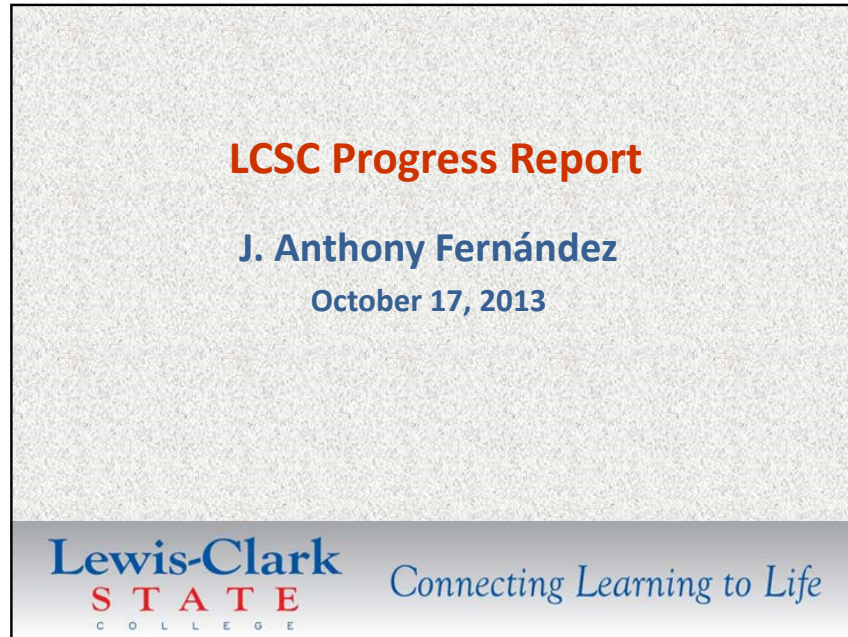 LCSC Progress Report
J. Anthony Fernández
October 17, 2013
Lewis-Clark
STATE
COLLEGE
Connecting Learning to Life